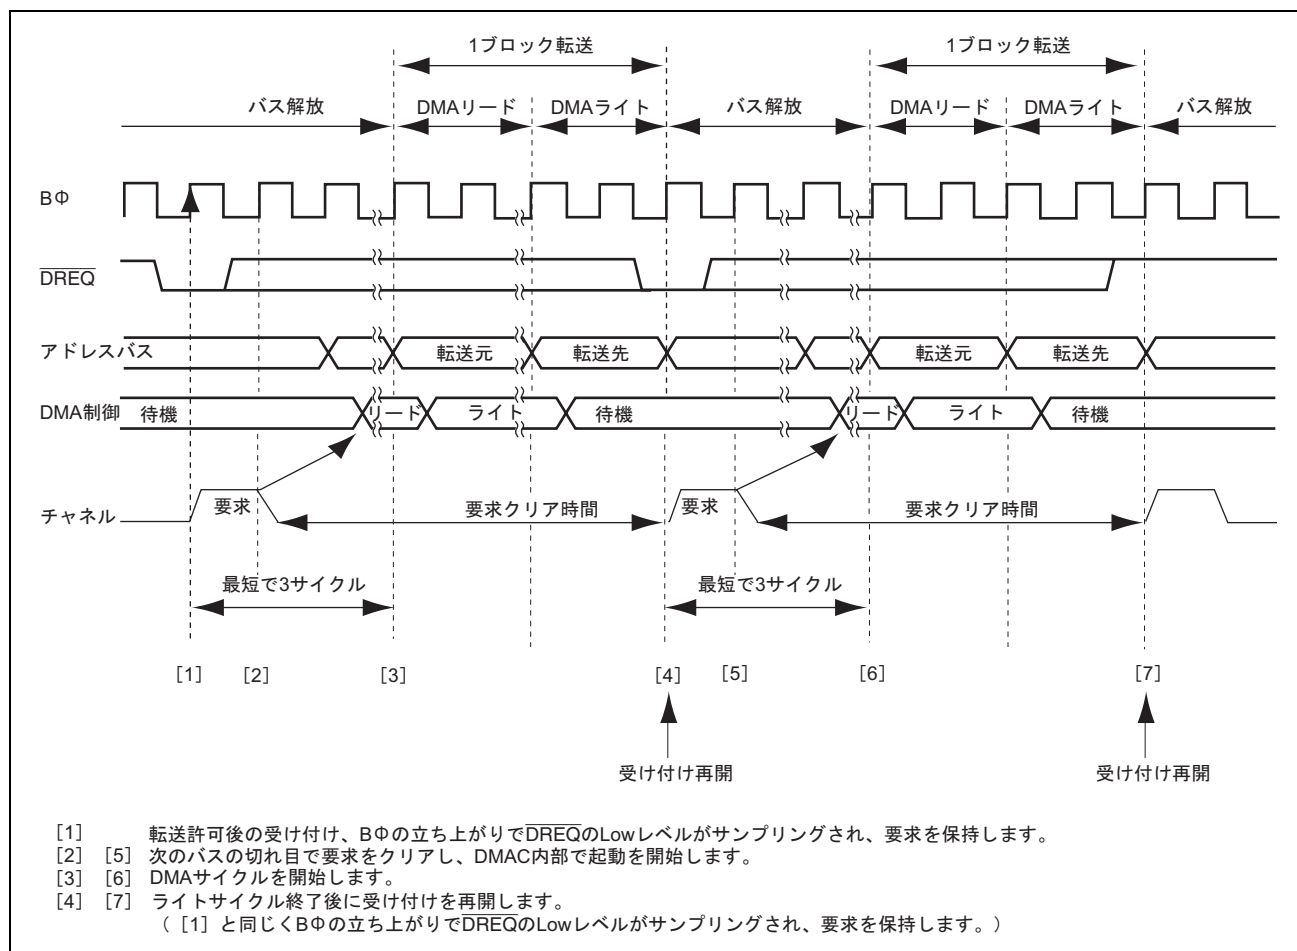 1ブロック転送 1ブロック転送
バス解放 DMAリード DMAライト バス解放 DMAリード DMAライト バス解放
BΦ
DREQ
アドレスバス 転送元 転送先 転送元 転送先
DMA制御 待機 リード ライト 待機 リード ライト 待機
チャネル 要求 要求クリア時間 要求 要求クリア時間
最短で3サイクル 最短で3サイクル
[1] [2] [3] [4] [5] [6] [7]
受け付け再開 受け付け再開
[1] 転送許可後の受け付け、BΦの立ち上がりでDREQのLowレベルがサンプリングされ、要求を保持します。
[2] [5] 次のバスの切れ目で要求をクリアし、DMAC内部で起動を開始します。
[3] [6] DMAサイクルを開始します。
[4] [7] ライトサイクル終了後に受け付けを再開します。
（［1］と同じくBΦの立ち上がりでDREQのLowレベルがサンプリングされ、要求を保持します。）